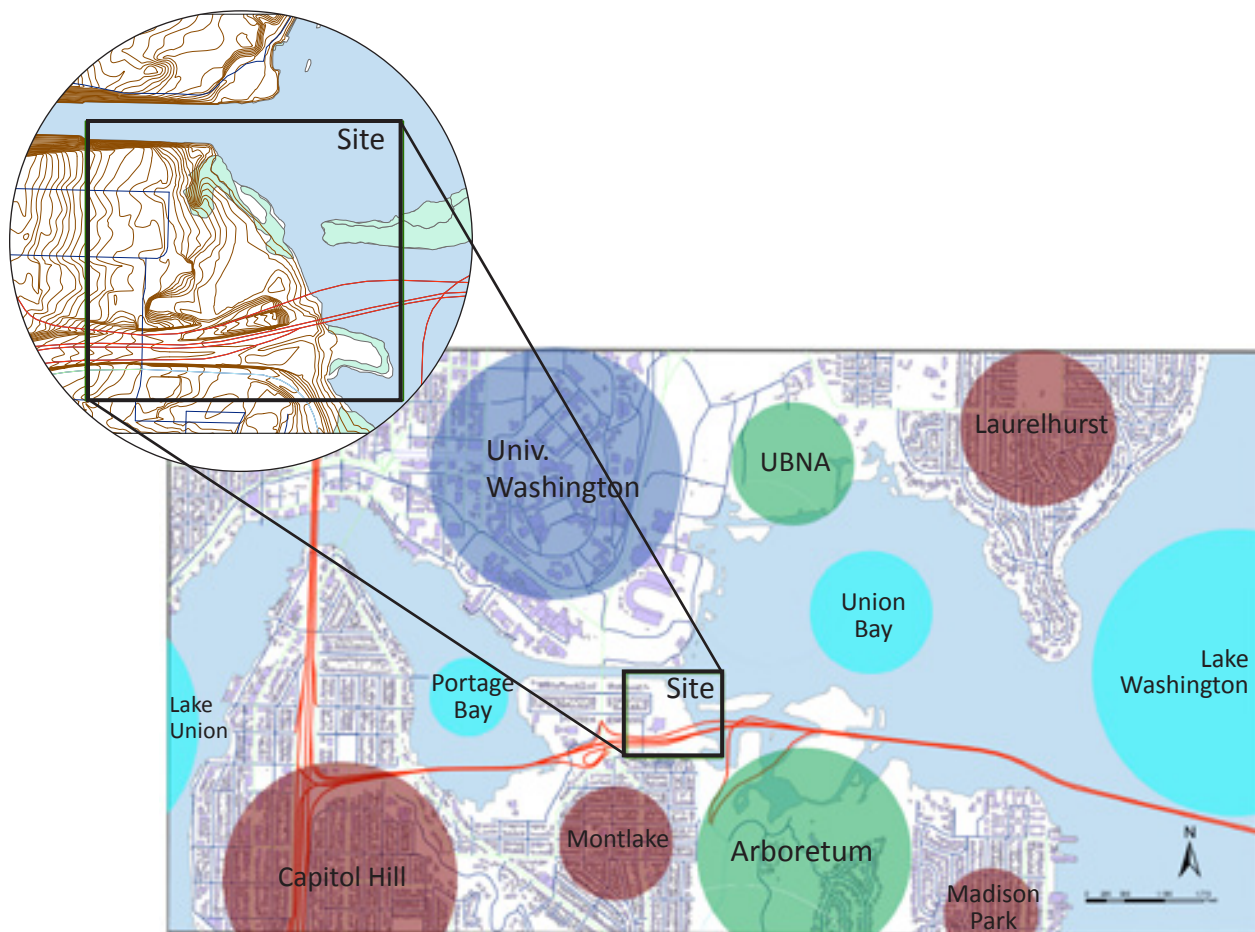 Site
Univ.
Washington
UBNA
Laurelhurst
Union
Bay
Lake
Washington
Site
Portage
Bay
Lake
Union
Capitol Hill
Montlake
Arboretum
Madison
Park
N